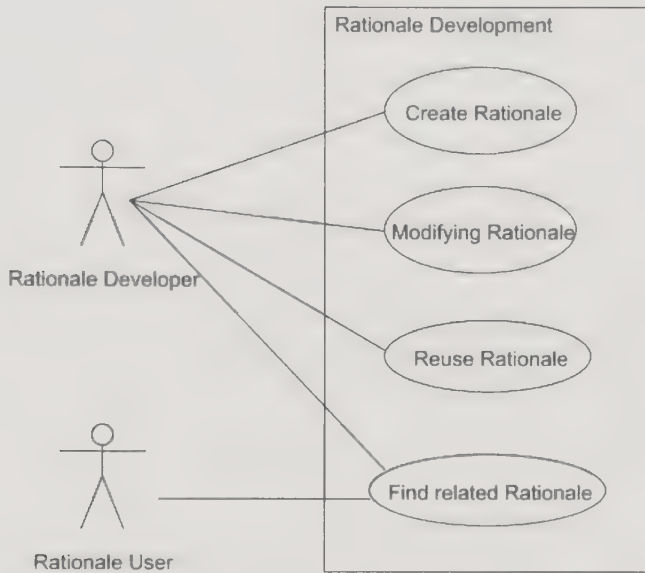 Rationale Development
Create Rationale
Modifying Rationale
Rationale Developer
Reuse Rationale
Find related Rationale
Rationale User